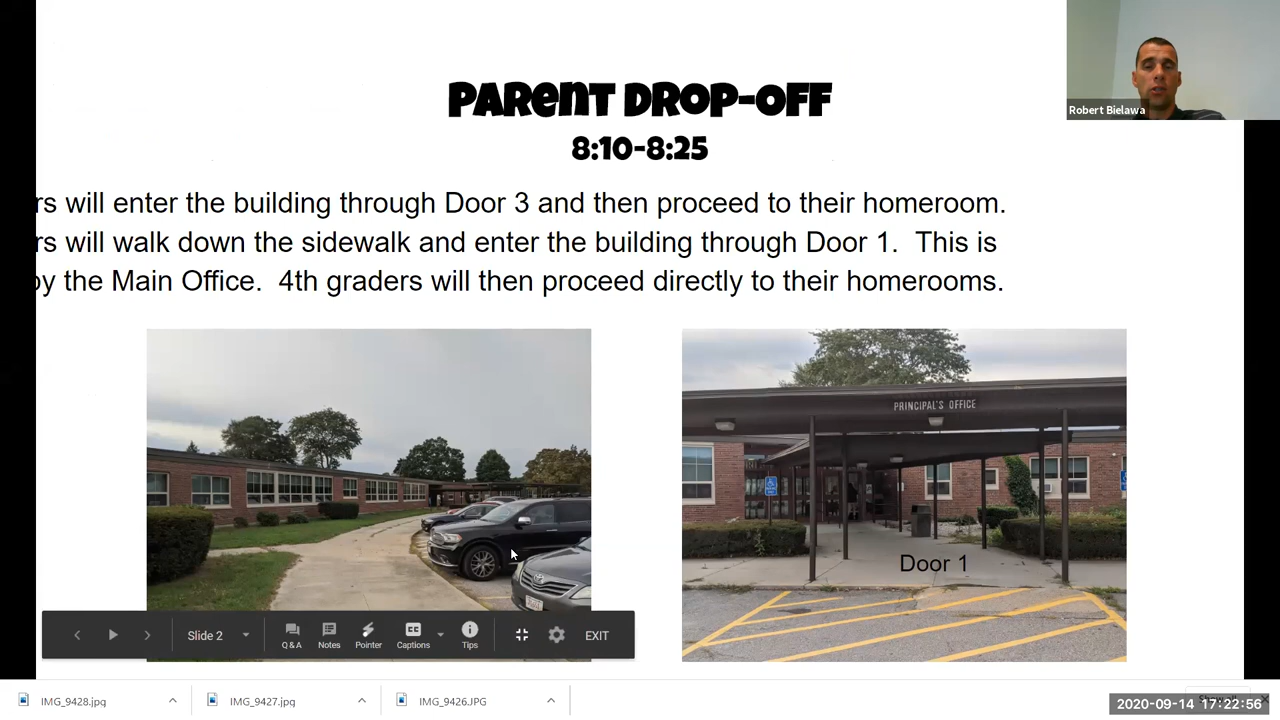 Robert Bielawa
PARENT DROP-OFF
8:10-8:25
rs will enter the building through Door 3 and then proceed to their homeroom.
rs will walk down the sidewalk and enter the building through Door 1. This is
by the Main Office. 4th graders will then proceed directly to their homerooms.
PRINCIPAL'S OFFICE
Door 1
Slide 2
Q & A
Notes
Pointer
Captions
Tips
EXIT
IMG_9428.jpg
IMG_9427.jpg
IMG_9426.JPG
2020-09-14 17:22:56